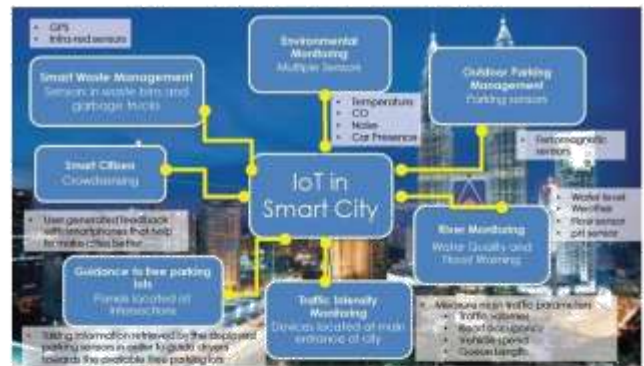 GPS
Infra-red sensors
Smart Waste Management
Sensors in waste bins and
garbage trucks
Environmental
Monitoring
Multiple Sensors
Temperature
CO
Noise
Car Presence
Outdoor Parking
Management
Parking sensors
Ferromagnetic
sensors
Smart Citizen
Crowdsensing
User generated feedback
with smartphones that help
to make cities better
IoT in
Smart City
River Monitoring
Water Quality and
Flood Warning
Water level
Weather
Flow sensor
pH sensor
Guidance to free parking
lots
Panels located at
intersections
Taking information retrieved by the deployed
parking sensors in order to guide drivers
towards the available free parking lots
Traffic Intensity
Monitoring
Devices located at main
entrance of city
Measure main traffic parameters
Traffic volumes
Road occupancy
Vehicle speed
Queue Length